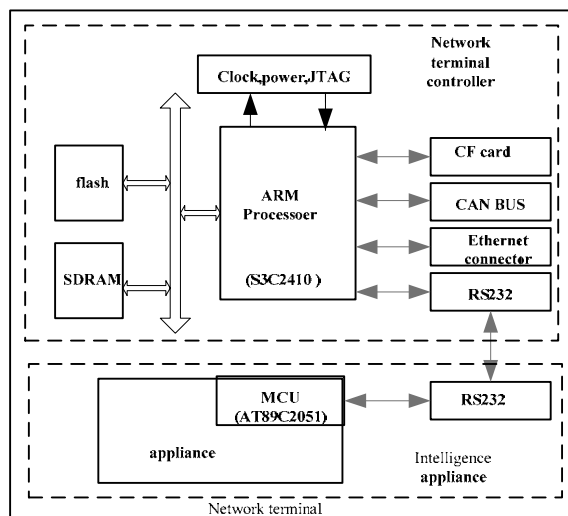 Network
terminal
controller
Clock,power,JTAG
flash
SDRAM
ARM
Processoer
(S3C2410 )
CF card
CAN BUS
Ethernet
connector
RS232
MCU
(AT89C2051)
appliance
RS232
Intelligence
appliance
Network terminal